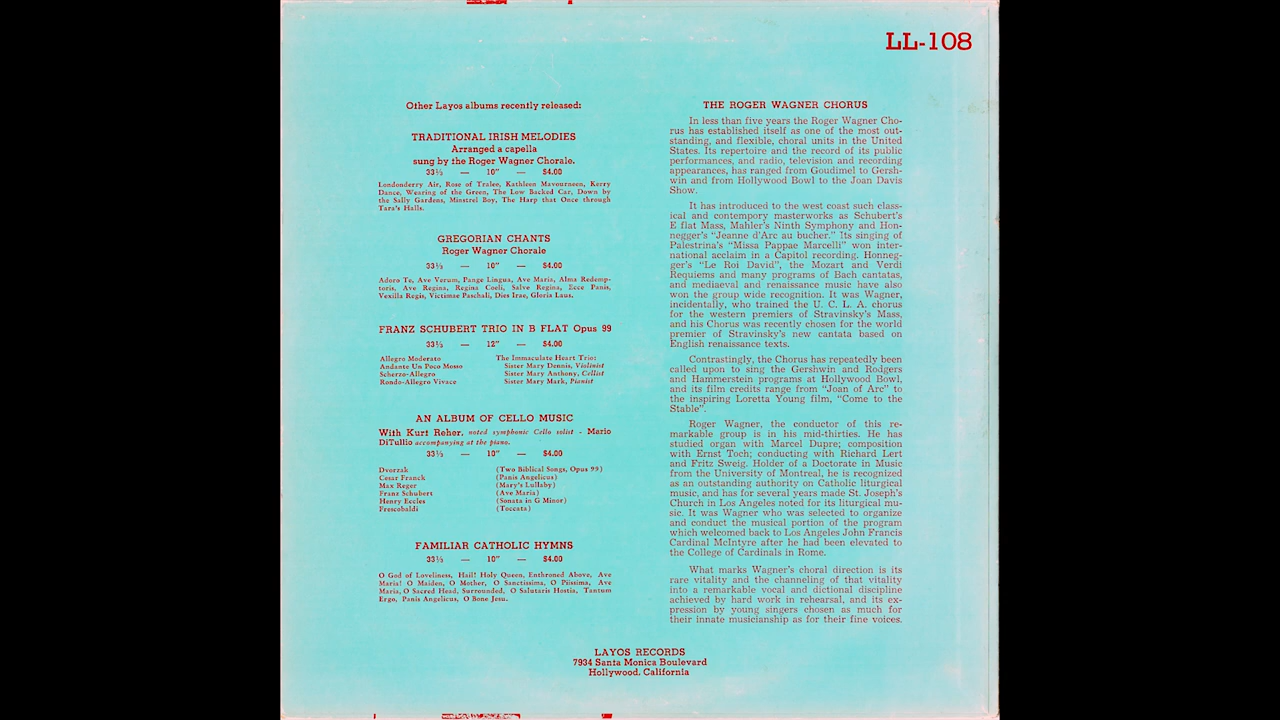 LL-108
Other Layos albums recently released:
TRADITIONAL IRISH MELODIES
Arranged a capella
sung by the Roger Wagner Chorale.
33⅓ — 10" — $4.00
Londonderry Air, Rose of Tralee, Kathleen Mavourneen, Kerry
Dance, Wearing of the Green, The Low Backed Car, Down by
the Sally Gardens, Minstrel Boy, The Harp that Once through
Tara's Halls.
GREGORIAN CHANTS
Roger Wagner Chorale
33⅓ — 10" — $4.00
Adoro Te, Ave Verum, Pange Lingua, Ave Maria, Alma Redemp-
toris, Ave Regina, Regina Coeli, Salve Regina, Ecce Panis,
Vexilla Regis, Victimae Paschali, Dies Irae, Gloria Laus.
FRANZ SCHUBERT TRIO IN B FLAT Opus 99
33⅓ — 12" — $4.00
Allegro Moderato
Andante Un Poco Mosso
Scherzo-Allegro
Rondo-Allegro Vivace
The Immaculate Heart Trio:
Sister Mary Dennis, Violinist
Sister Mary Anthony, Cellist
Sister Mary Mark, Pianist
AN ALBUM OF CELLO MUSIC
With Kurt Reher, noted symphonic Cello solist - Mario
DiTullio accompanying at the piano.
33⅓ — 10" — $4.00
Dvorzak (Two Biblical Songs, Opus 99)
Cesar Franck (Panis Angelicus)
Max Reger (Mary's Lullaby)
Franz Schubert (Ave Maria)
Henry Eccles (Sonata in G Minor)
Frescobaldi (Toccata)
FAMILIAR CATHOLIC HYMNS
33⅓ — 10" — $4.00
O God of Loveliness, Hail! Holy Queen, Enthroned Above, Ave
Maria! O Maiden, O Mother, O Sanctissima, O Piissima, Ave
Maria, O Sacred Head, Surrounded, O Salutaris Hostia, Tantum
Ergo, Panis Angelicus, O Bone Jesu.
THE ROGER WAGNER CHORUS
In less than five years the Roger Wagner Cho-
rus has established itself as one of the most out-
standing, and flexible, choral units in the United
States. Its repertoire and the record of its public
performances, and radio, television and recording
appearances, has ranged from Goudimel to Gersh-
win and from Hollywood Bowl to the Joan Davis
Show.
It has introduced to the west coast such class-
ical and contempory masterworks as Schubert's
E flat Mass, Mahler's Ninth Symphony and Hon-
negger's "Jeanne d'Arc au bucher." Its singing of
Palestrina's "Missa Pappae Marcelli" won inter-
national acclaim in a Capitol recording. Honneg-
ger's "Le Roi David", the Mozart and Verdi
Requiems and many programs of Bach cantatas,
and mediaeval and renaissance music have also
won the group wide recognition. It was Wagner,
incidentally, who trained the U. C. L. A. chorus
for the western premiers of Stravinsky's Mass,
and his Chorus was recently chosen for the world
premier of Stravinsky's new cantata based on
English renaissance texts.
Contrastingly, the Chorus has repeatedly been
called upon to sing the Gershwin and Rodgers
and Hammerstein programs at Hollywood Bowl,
and its film credits range from "Joan of Arc" to
the inspiring Loretta Young film, "Come to the
Stable".
Roger Wagner, the conductor of this re-
markable group is in his mid-thirties. He has
studied organ with Marcel Dupre; composition
with Ernst Toch; conducting with Richard Lert
and Fritz Sweig. Holder of a Doctorate in Music
from the University of Montreal, he is recognized
as an outstanding authority on Catholic liturgical
music, and has for several years made St. Joseph's
Church in Los Angeles noted for its liturgical mu-
sic. It was Wagner who was selected to organize
and conduct the musical portion of the program
which welcomed back to Los Angeles John Francis
Cardinal McIntyre after he had been elevated to
the College of Cardinals in Rome.
What marks Wagner's choral direction is its
rare vitality and the channeling of that vitality
into a remarkable vocal and dictional discipline
achieved by hard work in rehearsal, and its ex-
pression by young singers chosen as much for
their innate musicianship as for their fine voices.
LAYOS RECORDS
7934 Santa Monica Boulevard
Hollywood, California